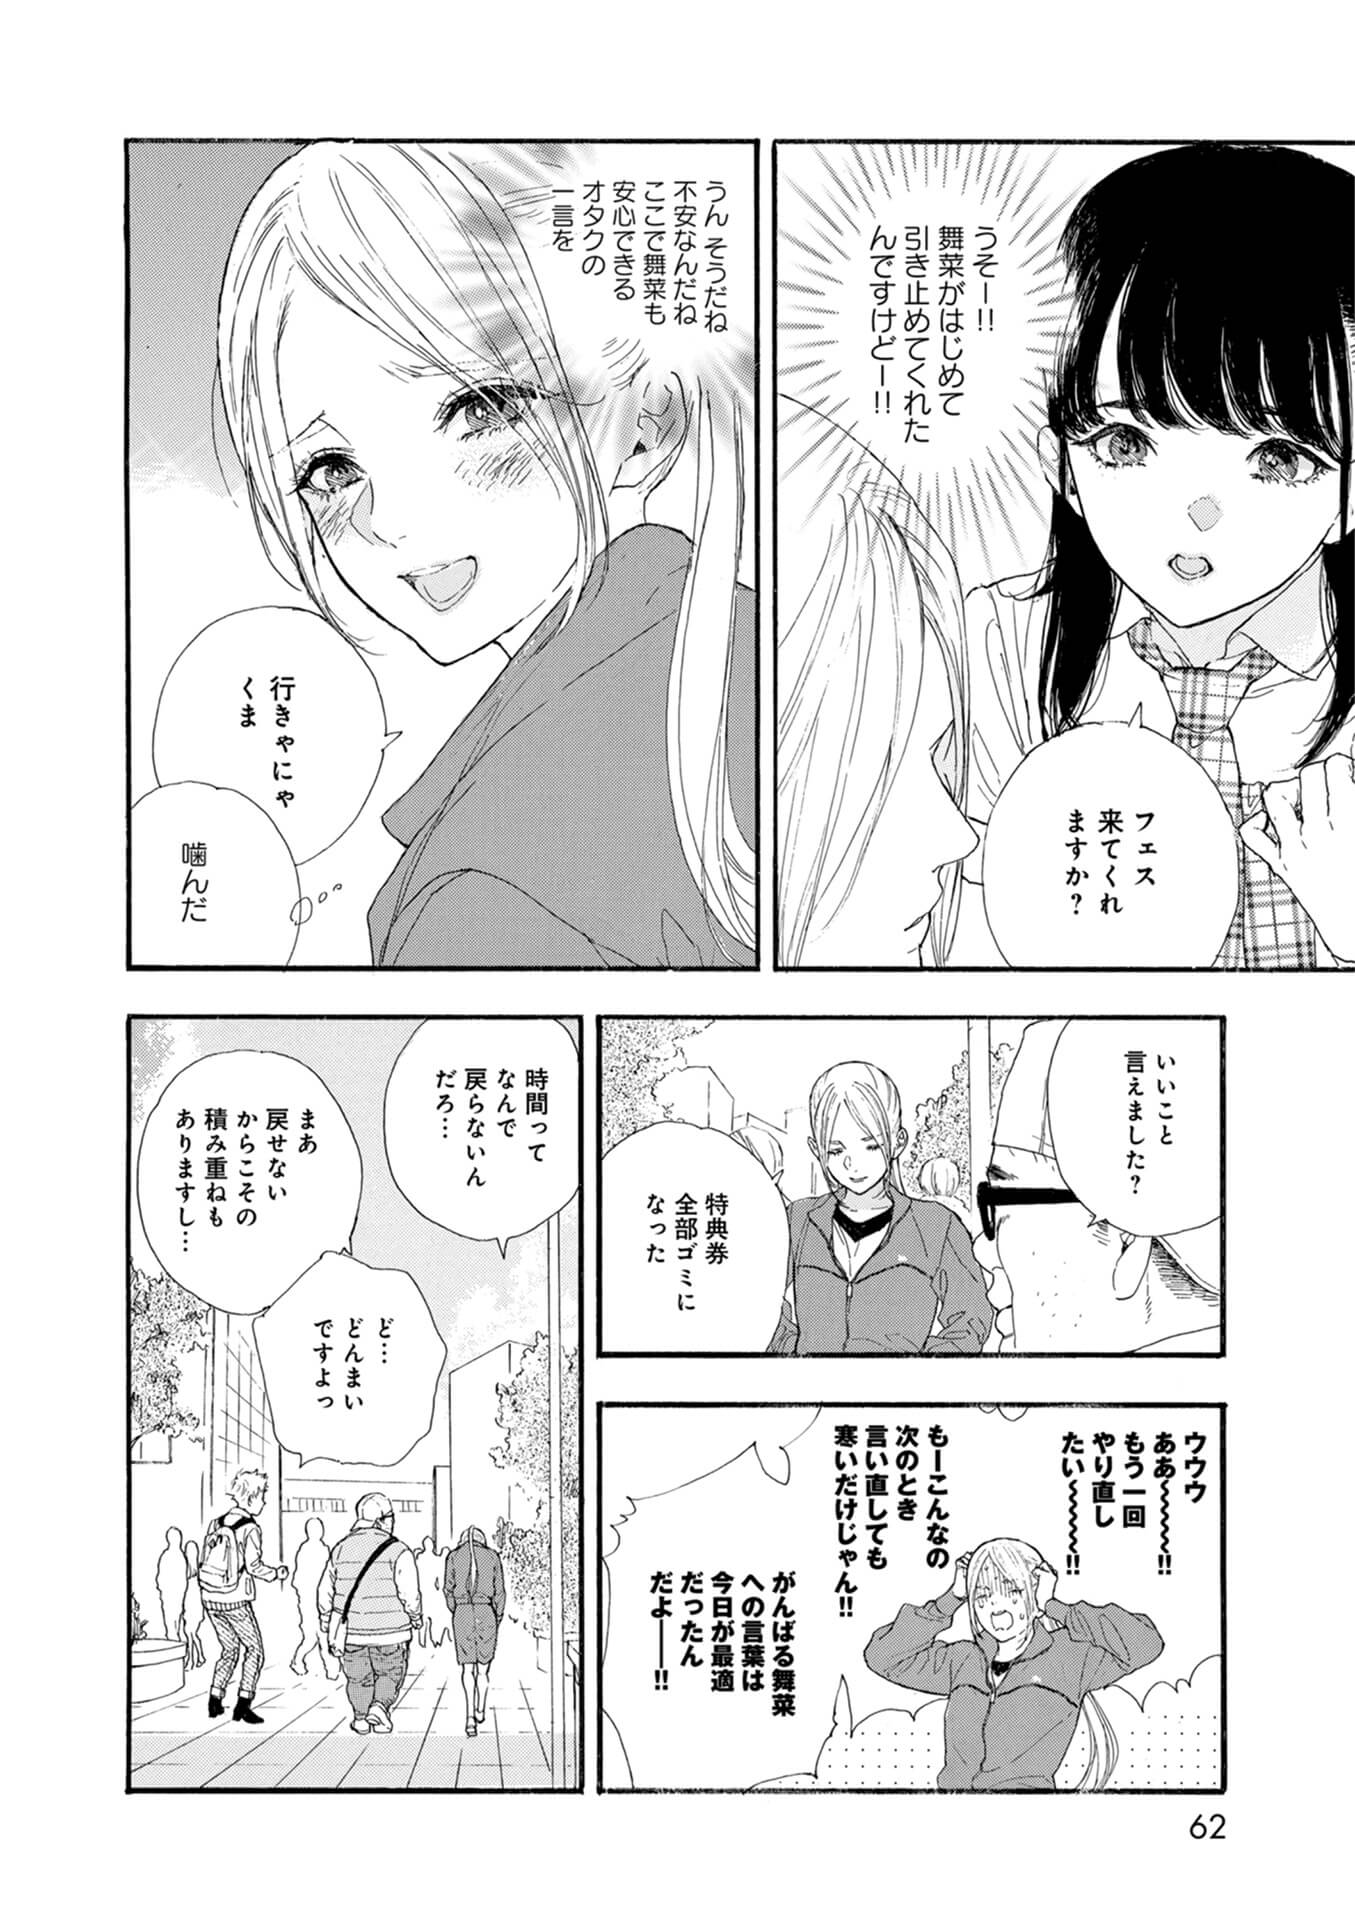 うそー!!
舞菜がはじめて
引き止めてくれた
んですけどー!!
フェス
来てくれ
ますか?
うん そうだね
不安なんだね
ここで舞菜も
安心できる
オタクの
一言を
行きゃにゃ
くま
噛んだ
いいこと
言えました?
特典券
全部ゴミに
なった
ウウウ
ああ〜〜〜〜!!
もう一回
やり直し
たい〜〜〜〜!!
もーこんなの
次のとき
言い直しても
寒いだけじゃん!!
がんばる舞菜
への言葉は
今日が最適
だったん
だよ――!!
時間って
なんで
戻らないん
だろ…
まあ
戻せない
からこその
積み重ねも
ありますし…
ど…
どんまい
ですよっ
62